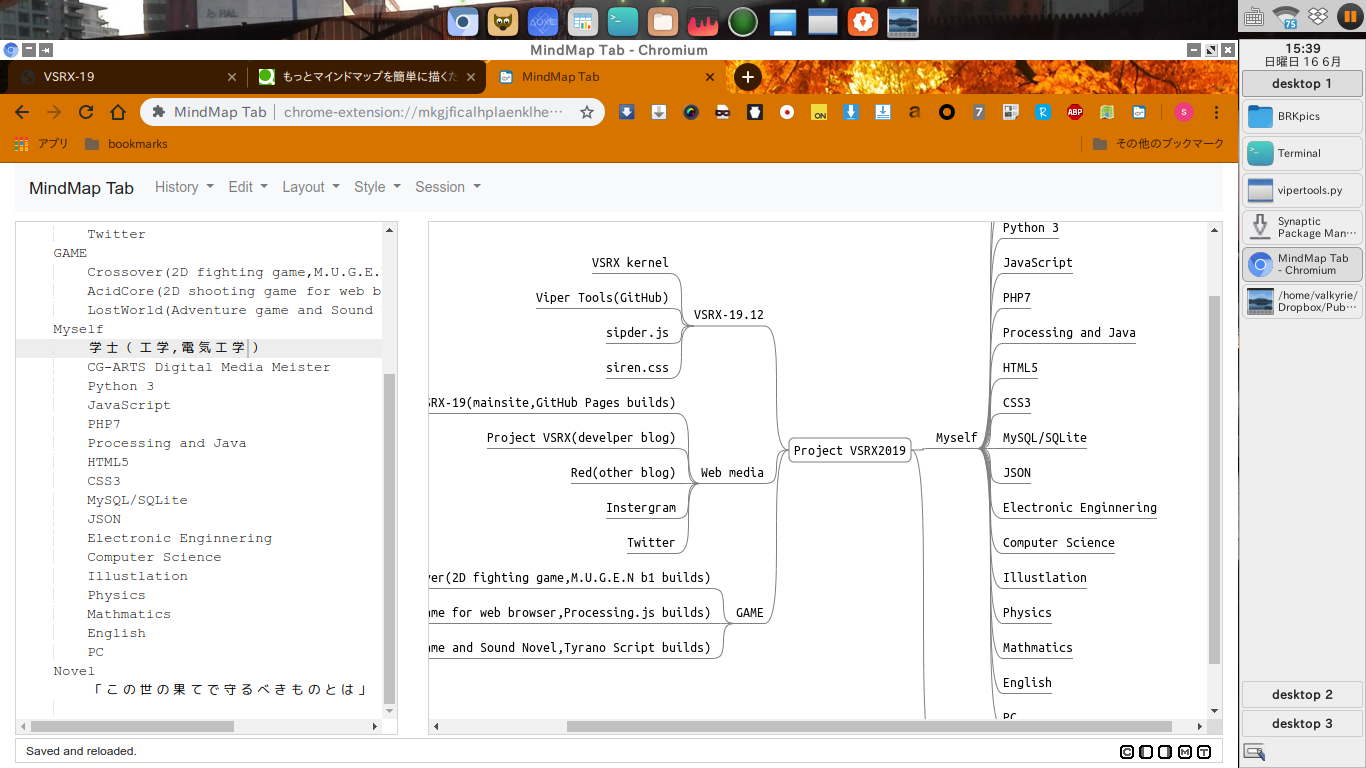 MindMap Tab - Chromium
VSRX-19
もっとマインドマップを簡単に描くた
MindMap Tab
MindMap Tab | chrome-extension://mkgjficalhplaenklhe…
アプリ
bookmarks
その他のブックマーク
MindMap Tab
History
Edit
Layout
Style
Session
Twitter
GAME
Crossover(2D fighting game,M.U.G.E.
AcidCore(2D shooting game for web b
LostWorld(Adventure game and Sound
Myself
学士(工学,電気工学)
CG-ARTS Digital Media Meister
Python 3
JavaScript
PHP7
Processing and Java
HTML5
CSS3
MySQL/SQLite
JSON
Electronic Enginnering
Computer Science
Illustlation
Physics
Mathmatics
English
PC
Novel
「この世の果てで守るべきものとは」
VSRX kernel
Viper Tools(GitHub)
sipder.js
siren.css
VSRX-19.12
SRX-19(mainsite,GitHub Pages builds)
Project VSRX(develper blog)
Red(other blog)
Instergram
Twitter
Web media
ver(2D fighting game,M.U.G.E.N b1 builds)
ame for web browser,Processing.js builds)
ame and Sound Novel,Tyrano Script builds)
GAME
Project VSRX2019
Myself
Python 3
JavaScript
PHP7
Processing and Java
HTML5
CSS3
MySQL/SQLite
JSON
Electronic Enginnering
Computer Science
Illustlation
Physics
Mathmatics
English
PC
Saved and reloaded.
C
M
T
75
ON
a
7
R
ABP
s
15:39
日曜日 16 6月
desktop 1
BRKpics
Terminal
vipertools.py
Synaptic
Package Man…
MindMap Tab
- Chromium
/home/valkyrie/
Dropbox/Pub…
desktop 2
desktop 3